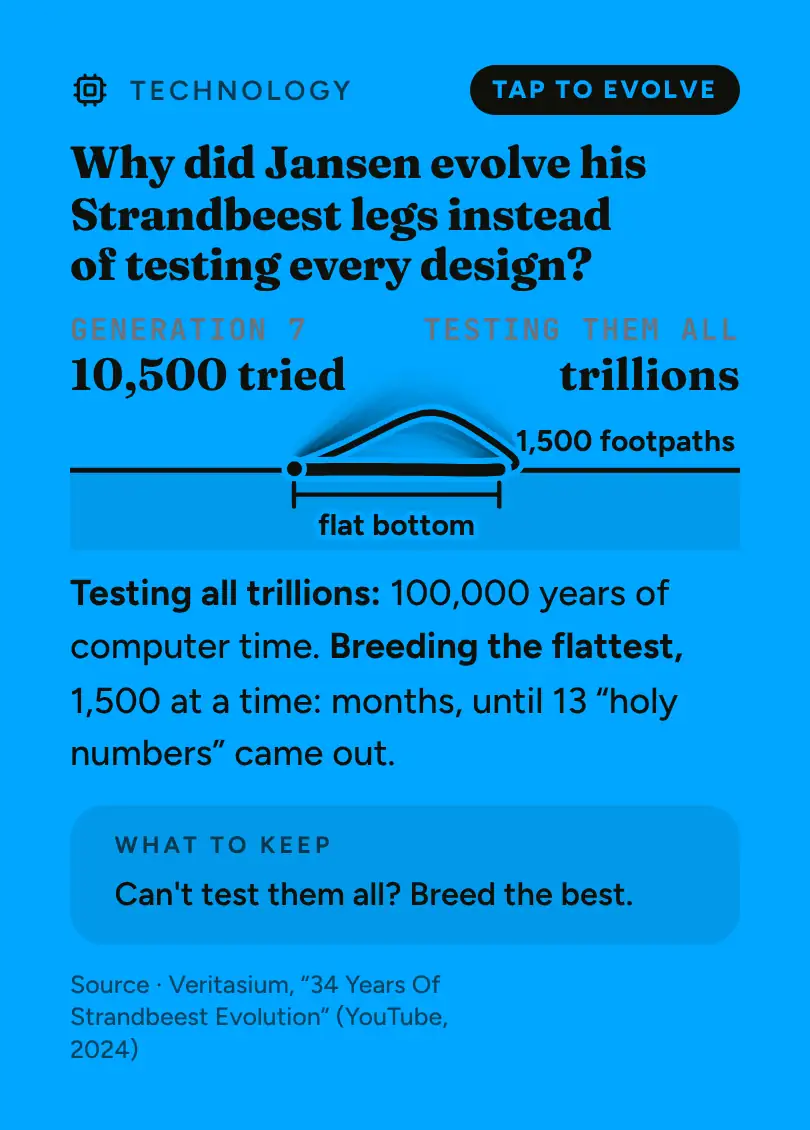 TECHNOLOGY
TAP TO EVOLVE
Why did Jansen evolve his
Strandbeest legs instead
of testing every design?
GENERATION 7
TESTING THEM ALL
10,500 tried
trillions
1,500 footpaths
flat bottom
Testing all trillions: 100,000 years of
computer time. Breeding the flattest,
1,500 at a time: months, until 13 “holy
numbers” came out.
WHAT TO KEEP
Can't test them all? Breed the best.
Source · Veritasium, “34 Years Of
Strandbeest Evolution” (YouTube,
2024)